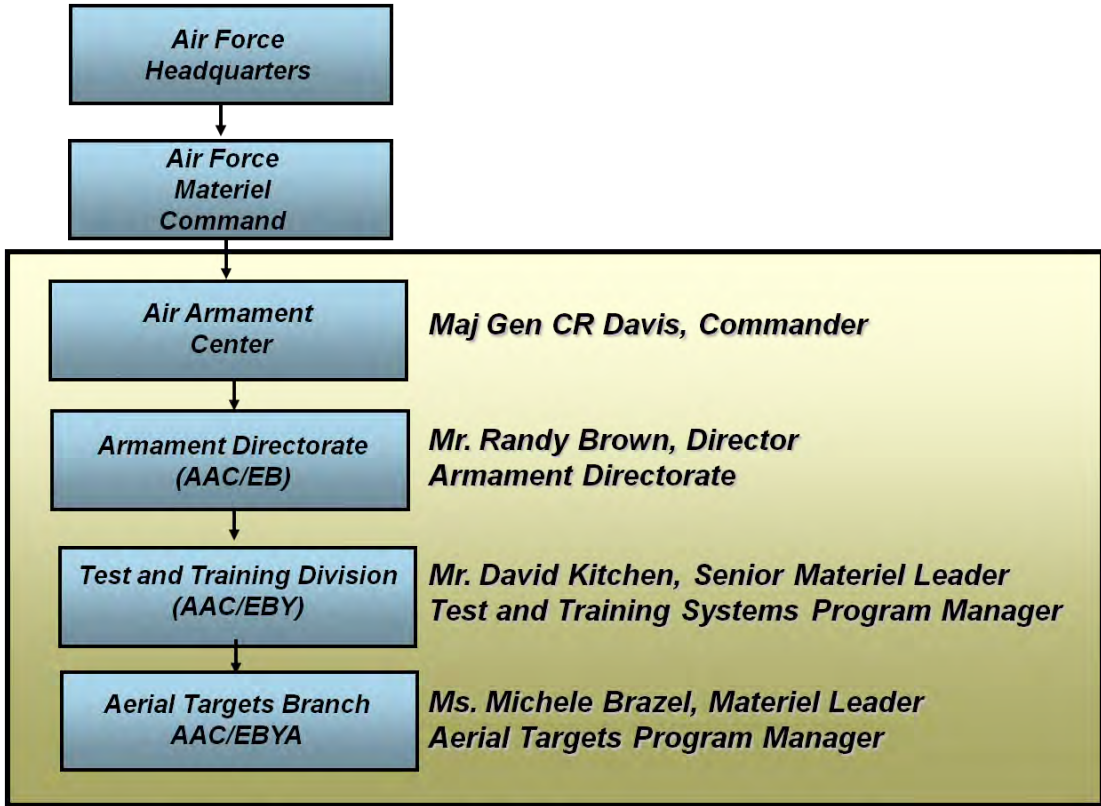 Air Force
Headquarters
Air Force
Materiel
Command
Air Armament
Center
Maj Gen CR Davis, Commander
Armament Directorate
(AAC/EB)
Mr. Randy Brown, Director
Armament Directorate
Test and Training Division
(AAC/EBY)
Mr. David Kitchen, Senior Materiel Leader
Test and Training Systems Program Manager
Aerial Targets Branch
AAC/EBYA
Ms. Michele Brazel, Materiel Leader
Aerial Targets Program Manager